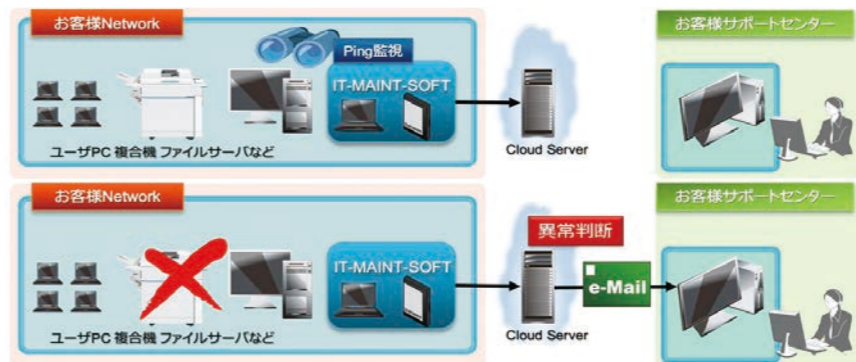 お客様Network
Ping監視
IT-MAINT-SOFT
ユーザPC 複合機 ファイルサーバなど
Cloud Server
お客様サポートセンター
お客様Network
IT-MAINT-SOFT
ユーザPC 複合機 ファイルサーバなど
異常判断
Cloud Server
e-Mail
お客様サポートセンター